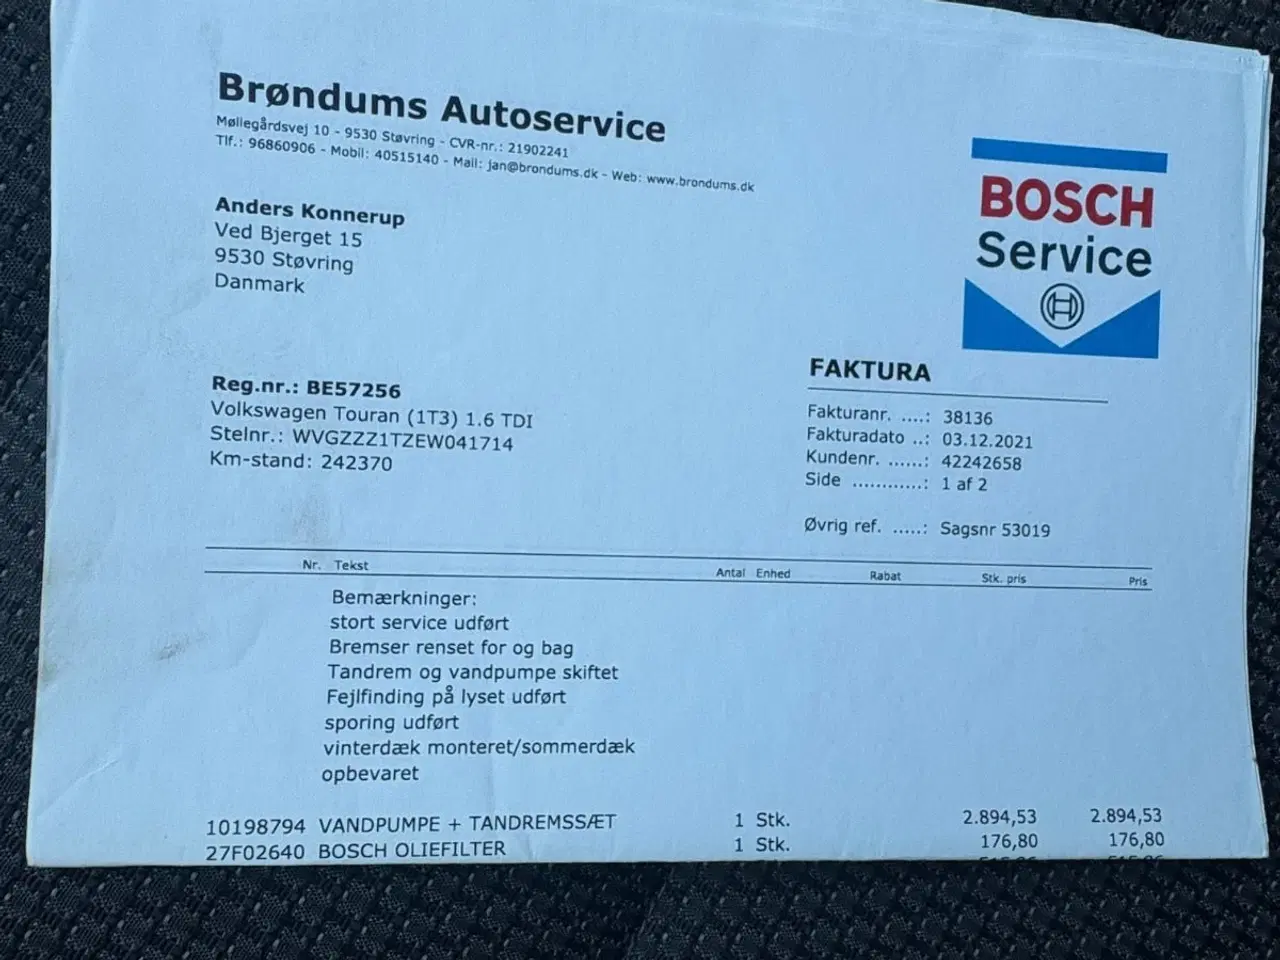 Brøndums Autoservice
Møllegårdsvej 10 - 9530 Støvring - CVR-nr.: 21902241
Tlf.: 96860906 - Mobil: 40515140 - Mail: jan@brondums.dk - Web: www.brondums.dk
BOSCH
Service
Anders Konnerup
Ved Bjerget 15
9530 Støvring
Danmark
FAKTURA
Reg.nr.: BE57256
Volkswagen Touran (1T3) 1.6 TDI
Stelnr.: WVGZZZ1TZEW041714
Km-stand: 242370
Fakturanr. ....: 38136
Fakturadato ..: 03.12.2021
Kundenr. ......: 42242658
Side ............: 1 af 2
Øvrig ref. .....: Sagsnr 53019
Nr. Tekst Antal Enhed Rabat Stk. pris Pris
Bemærkninger:
stort service udført
Bremser renset for og bag
Tandrem og vandpumpe skiftet
Fejlfinding på lyset udført
sporing udført
vinterdæk monteret/sommerdæk
opbevaret
10198794 VANDPUMPE + TANDREMSSÆT 1 Stk. 2.894,53 2.894,53
27F02640 BOSCH OLIEFILTER 1 Stk. 176,80 176,80